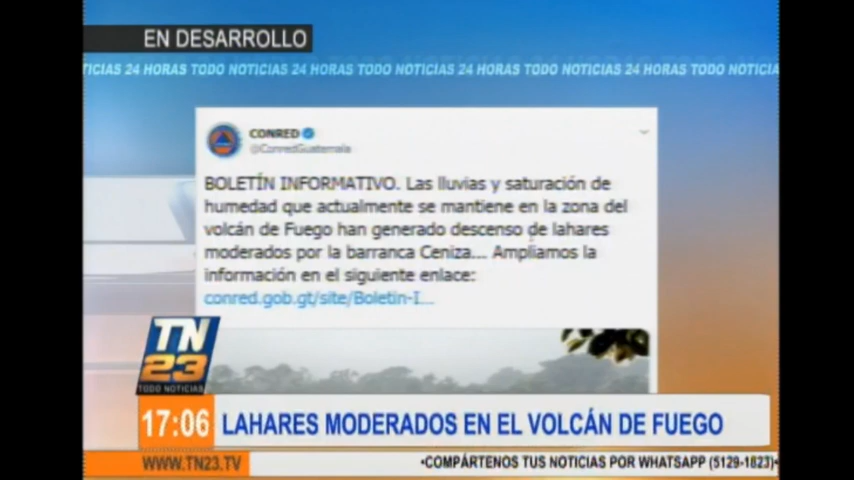 EN DESARROLLO
TICIAS 24 HORAS TODO NOTICIAS 24 HORAS TODO NOTICIAS 24 HORAS TODO NOTICIAS 24 HORAS TODO NOTICIA
CONRED
@ConredGuatemala
BOLETÍN INFORMATIVO. Las lluvias y saturación de
humedad que actualmente se mantiene en la zona del
volcán de Fuego han generado descenso de lahares
moderados por la barranca Ceniza... Ampliamos la
información en el siguiente enlace:
conred.gob.gt/site/Boletin-I...
TN
23
TODO NOTICIAS
17:06 LAHARES MODERADOS EN EL VOLCÁN DE FUEGO
WWW.TN23.TV •COMPÁRTENOS TUS NOTICIAS POR WHATSAPP (5129-1823)•